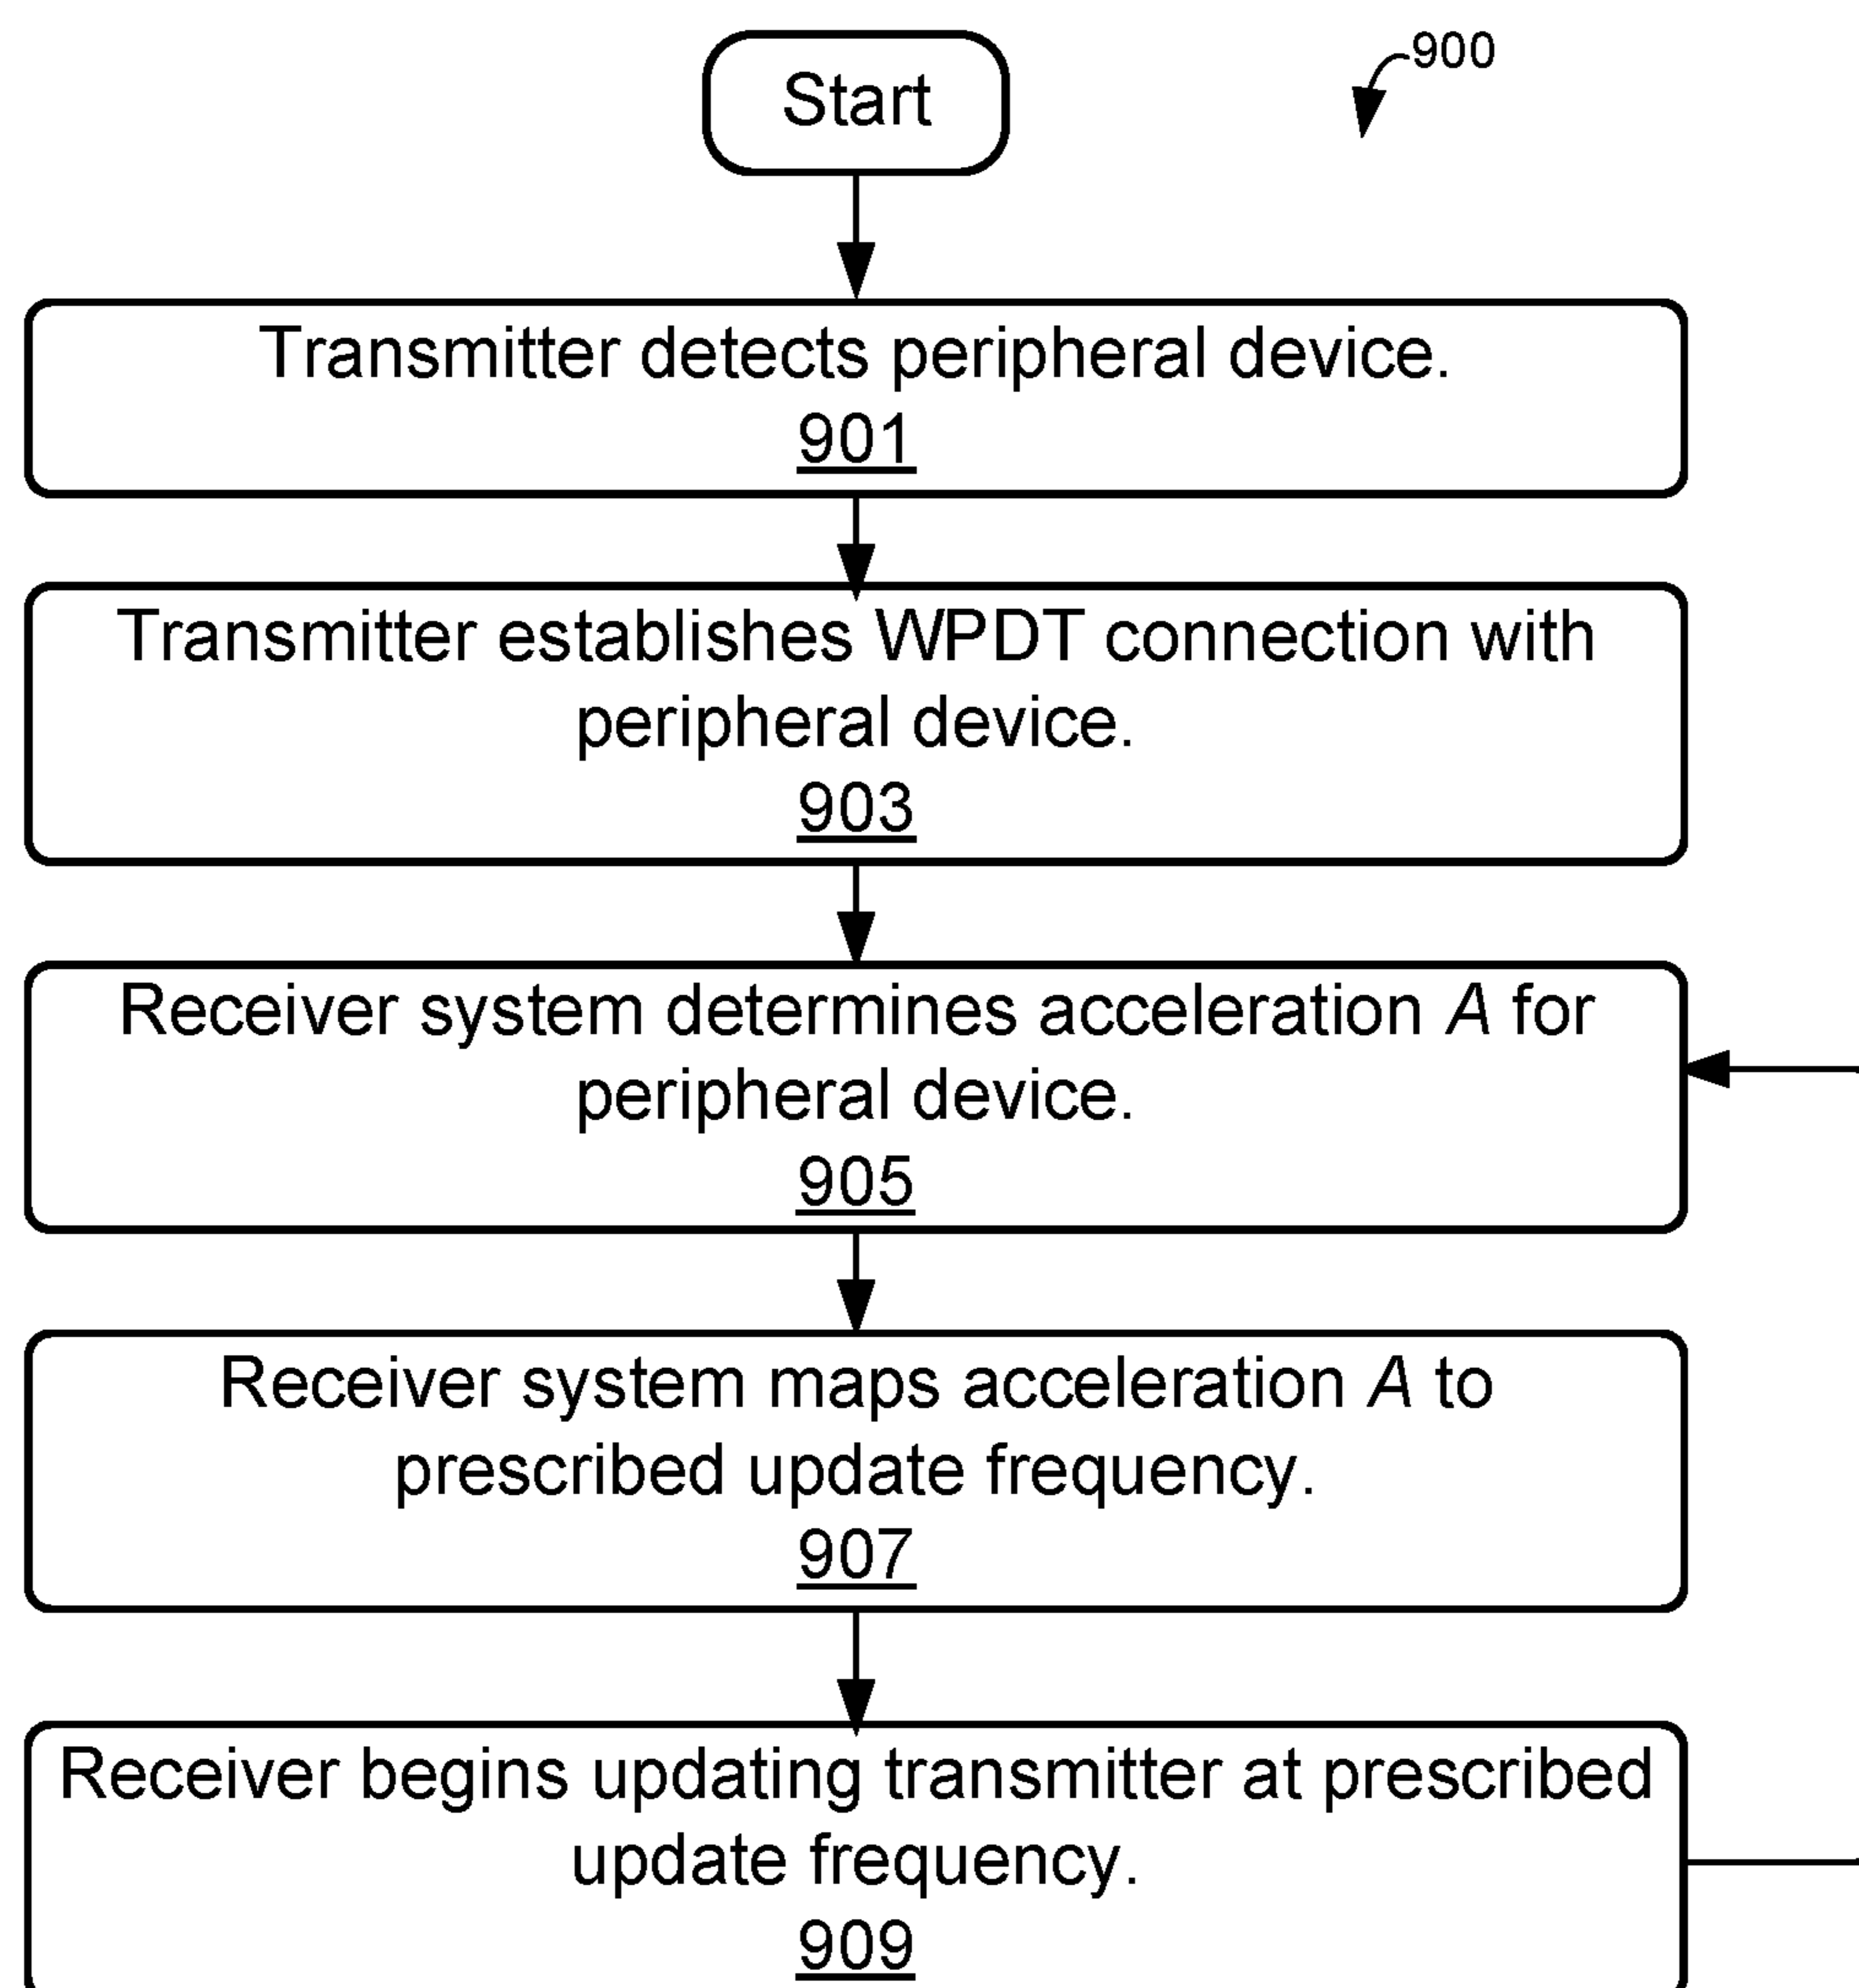 Start
900
Transmitter detects peripheral device.
901
Transmitter establishes WPDT connection with
peripheral device.
903
Receiver system determines acceleration A for
peripheral device.
905
Receiver system maps acceleration A to
prescribed update frequency.
907
Receiver begins updating transmitter at prescribed
update frequency.
909